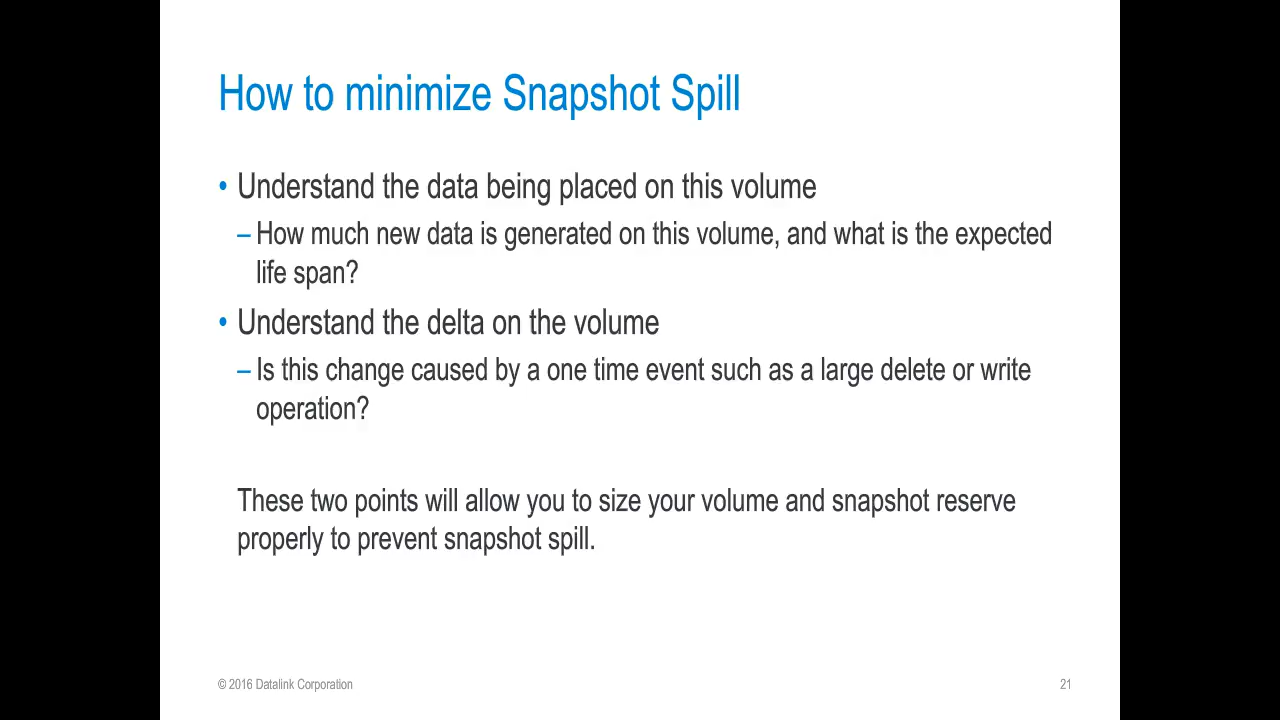 How to minimize Snapshot Spill
• Understand the data being placed on this volume
– How much new data is generated on this volume, and what is the expected
life span?
• Understand the delta on the volume
– Is this change caused by a one time event such as a large delete or write
operation?
These two points will allow you to size your volume and snapshot reserve
properly to prevent snapshot spill.
© 2016 Datalink Corporation
21